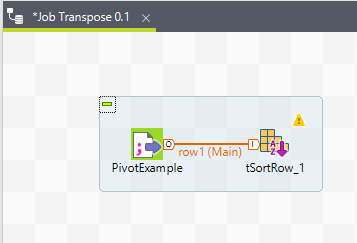 *Job Transpose 0.1
O
I
A
Z
row1 (Main)
PivotExample
tSortRow_1